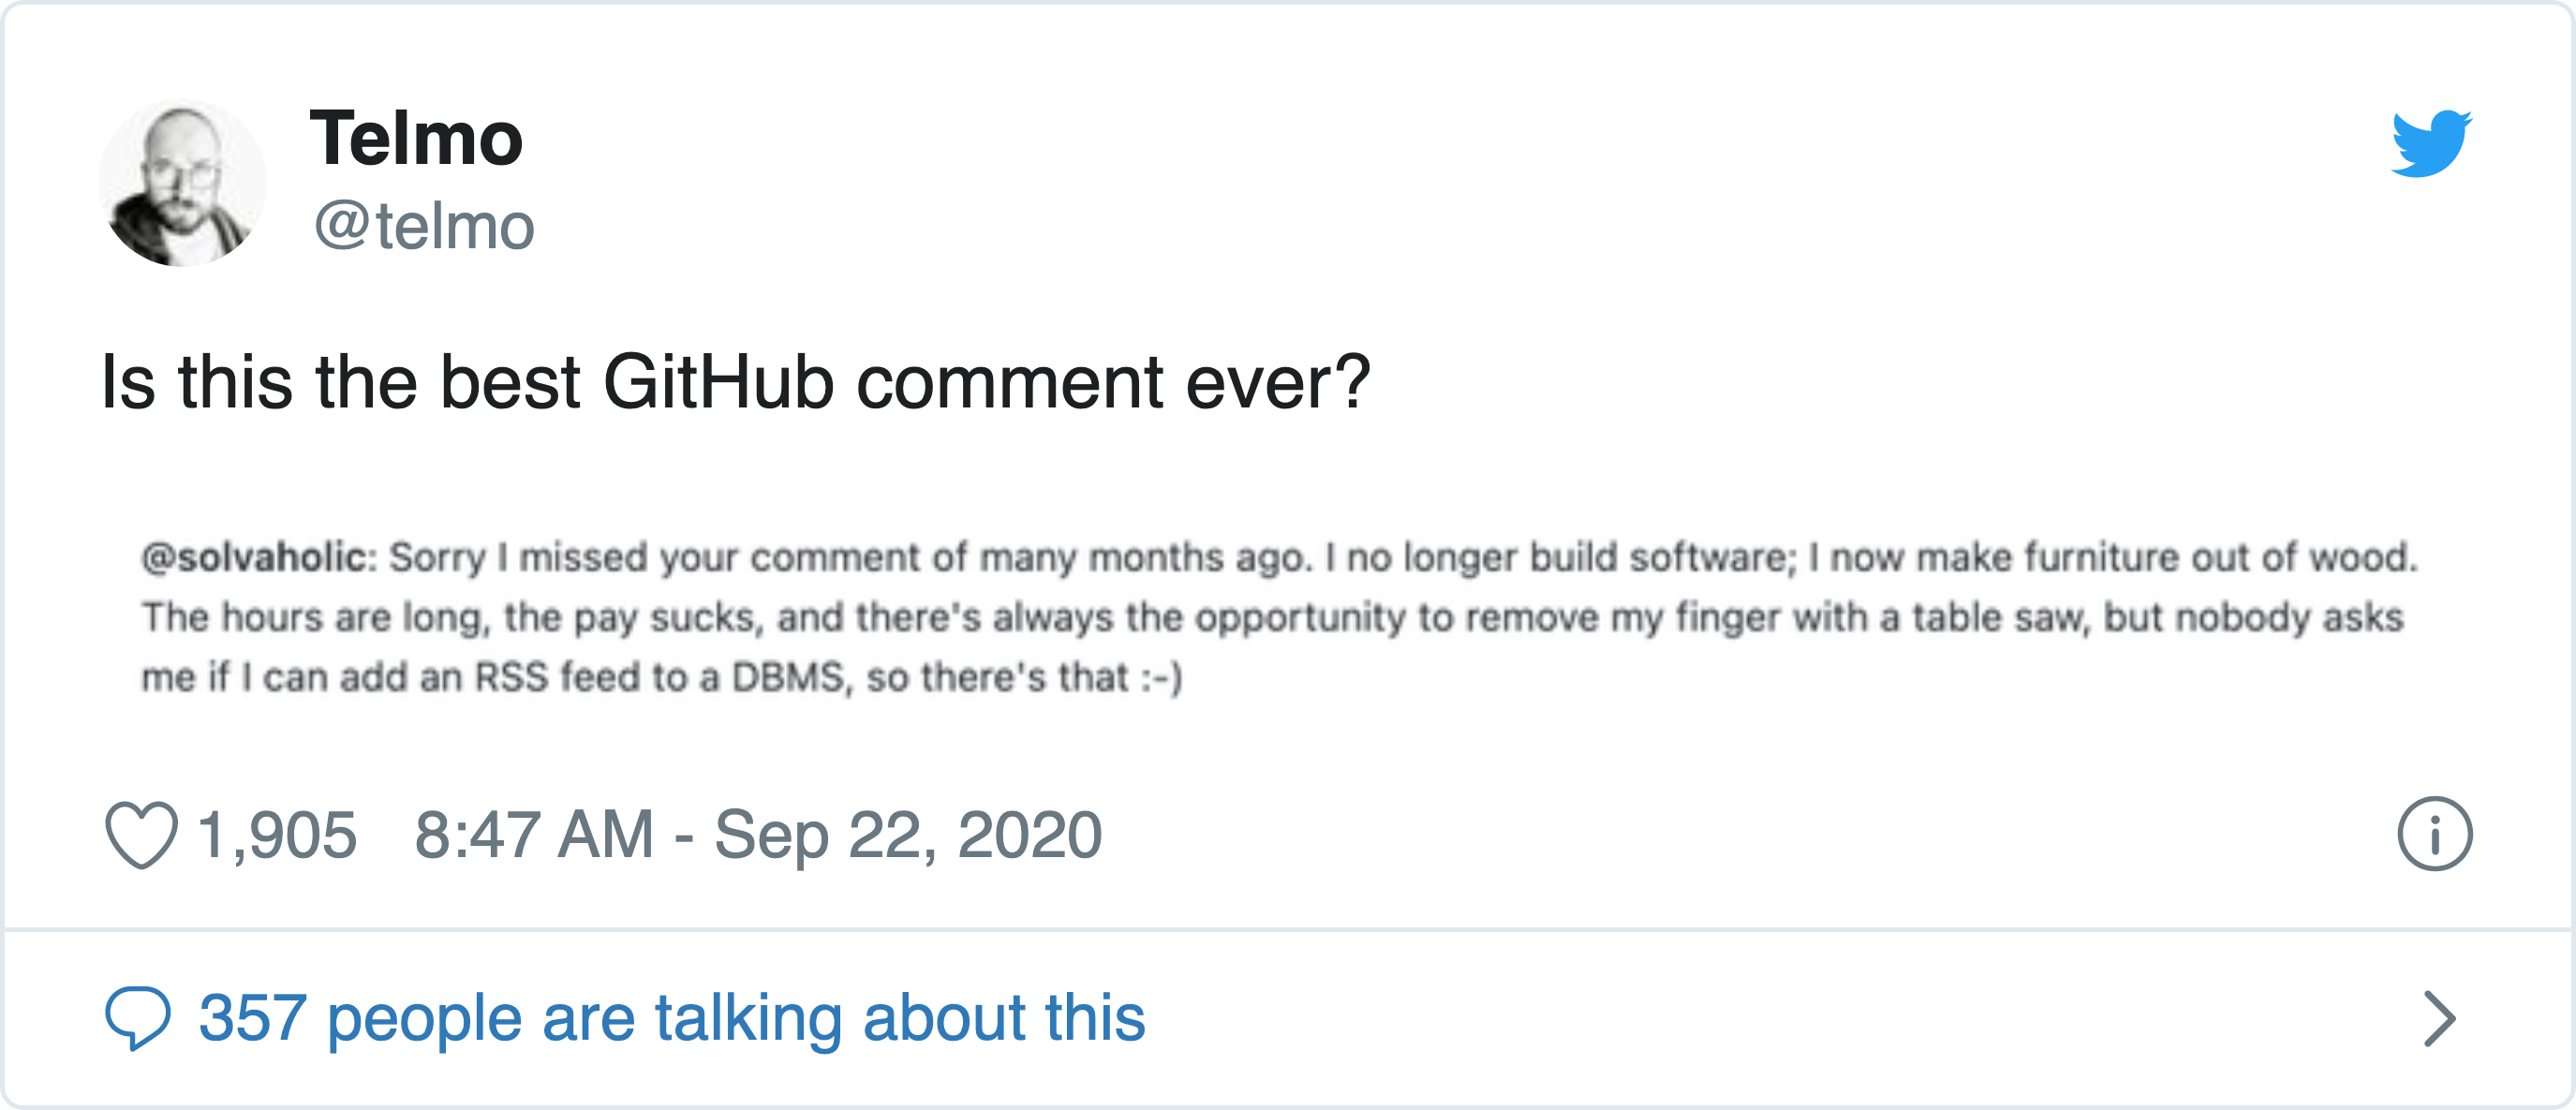 Telmo
@telmo
Is this the best GitHub comment ever?
@solvaholic: Sorry I missed your comment of many months ago. I no longer build software; I now make furniture out of wood.
The hours are long, the pay sucks, and there's always the opportunity to remove my finger with a table saw, but nobody asks
me if I can add an RSS feed to a DBMS, so there's that :-)
1,905 8:47 AM - Sep 22, 2020
357 people are talking about this